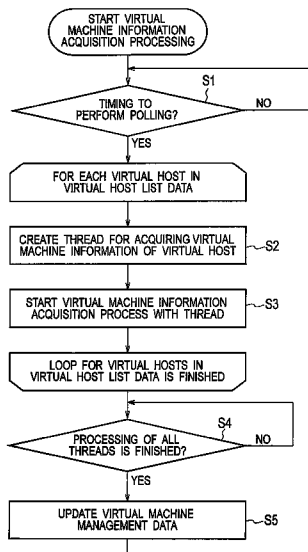 START VIRTUAL
MACHINE INFORMATION
ACQUISITION PROCESSING
S1
TIMING TO
PERFORM POLLING?
NO
YES
FOR EACH VIRTUAL HOST IN
VIRTUAL HOST LIST DATA
CREATE THREAD FOR ACQUIRING VIRTUAL
MACHINE INFORMATION OF VIRTUAL HOST
S2
START VIRTUAL MACHINE INFORMATION
ACQUISITION PROCESS WITH THREAD
S3
LOOP FOR VIRTUAL HOSTS IN
VIRTUAL HOST LIST DATA IS FINISHED
S4
PROCESSING OF ALL
THREADS IS FINISHED?
NO
YES
UPDATE VIRTUAL MACHINE
MANAGEMENT DATA
S5